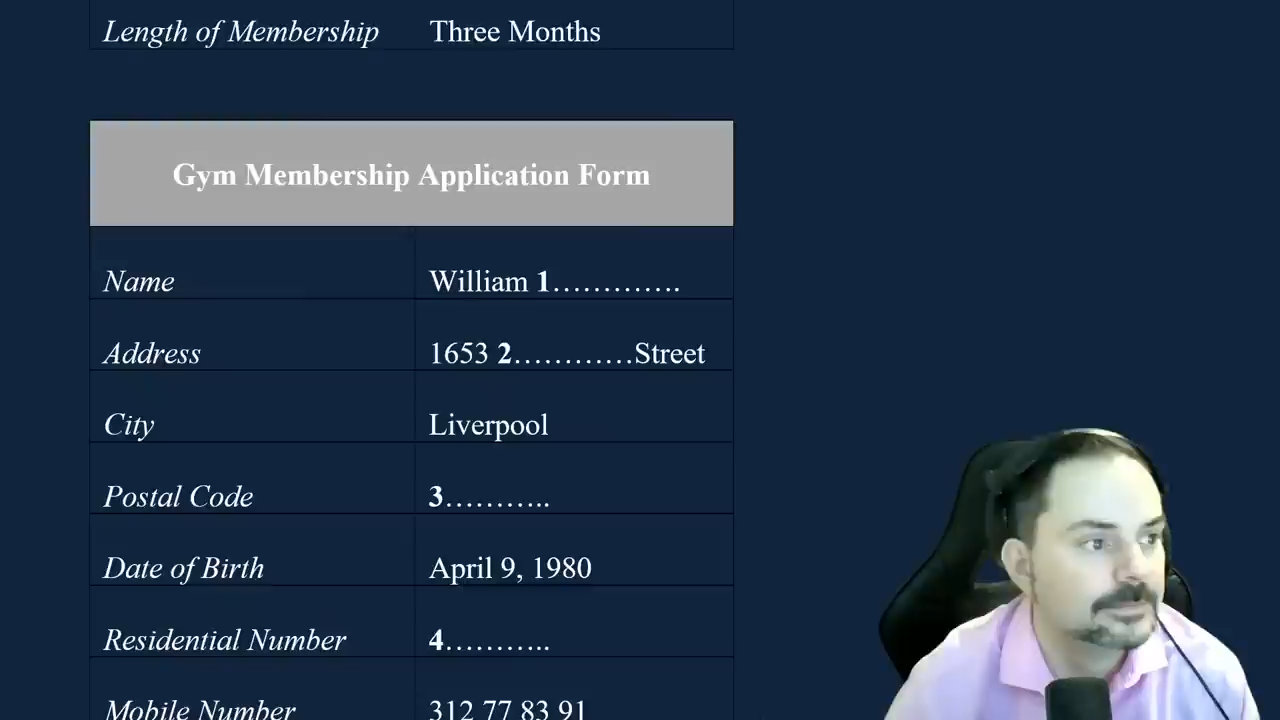 Length of Membership Three Months
Gym Membership Application Form
Name William 1………….
Address 1653 2…………Street
City Liverpool
Postal Code 3………..
Date of Birth April 9, 1980
Residential Number 4………..
Mobile Number 312 77 83 91